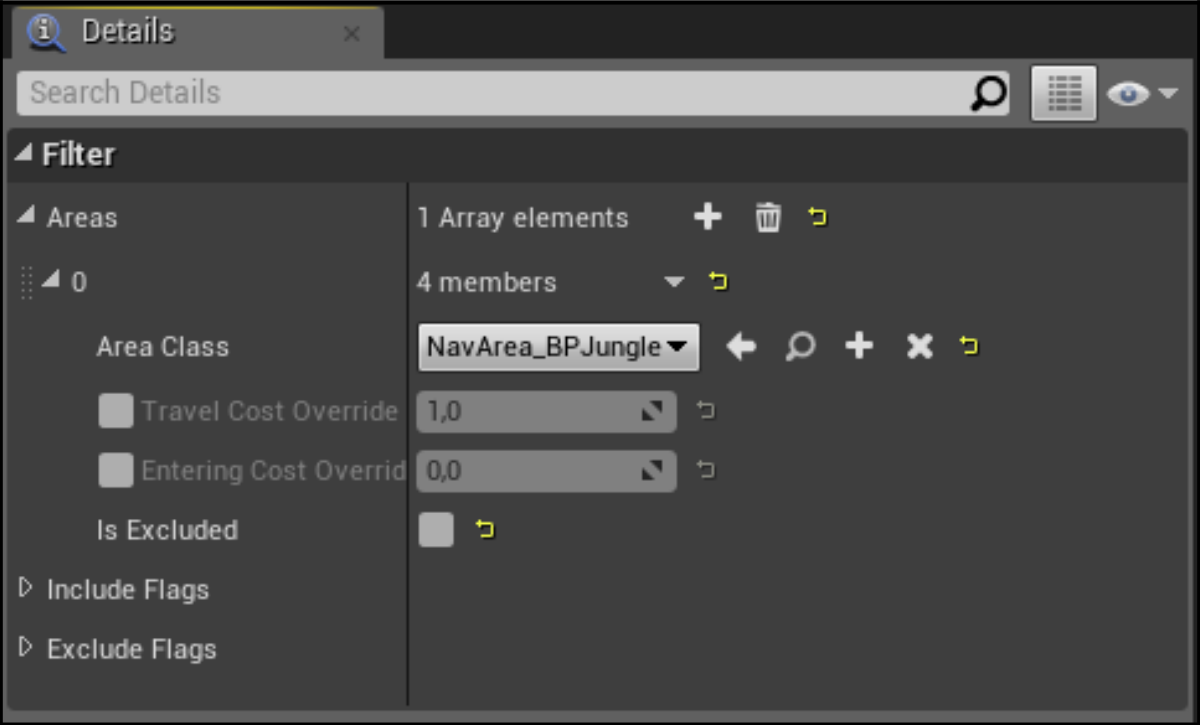 Details
Search Details
Filter
Areas 1 Array elements
0 4 members
Area Class NavArea_BPJungle
Travel Cost Override 1,0
Entering Cost Overrid 0,0
Is Excluded
Include Flags
Exclude Flags